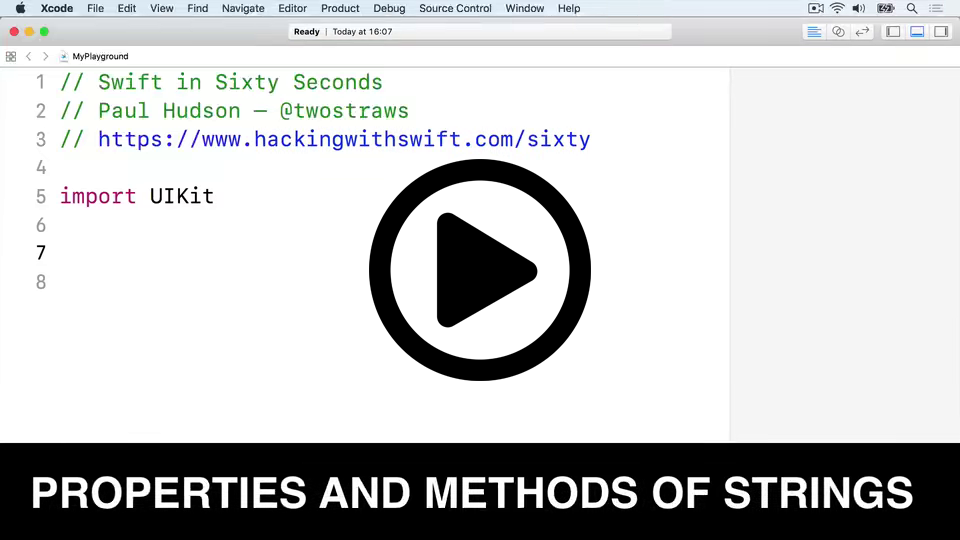 Xcode File Edit View Find Navigate Editor Product Debug Source Control Window Help
Ready | Today at 16:07
MyPlayground
1 // Swift in Sixty Seconds
2 // Paul Hudson — @twostraws
3 // https://www.hackingwithswift.com/sixty
4
5 import UIKit
6
7
8
PROPERTIES AND METHODS OF STRINGS